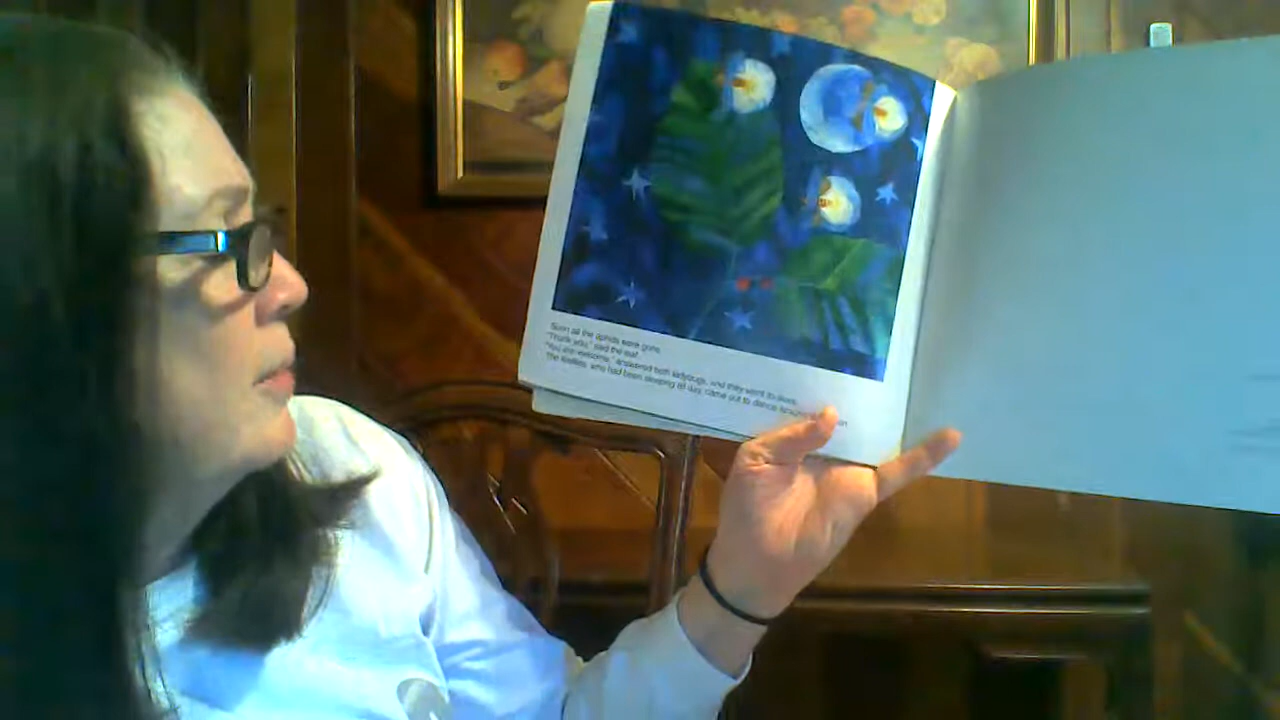 Soon all the aphids were gone.
"Thank you," said the leaf.
"You are welcome," answered both ladybugs, and they went to sleep.
The fireflies, who had been sleeping all day, came out to dance around